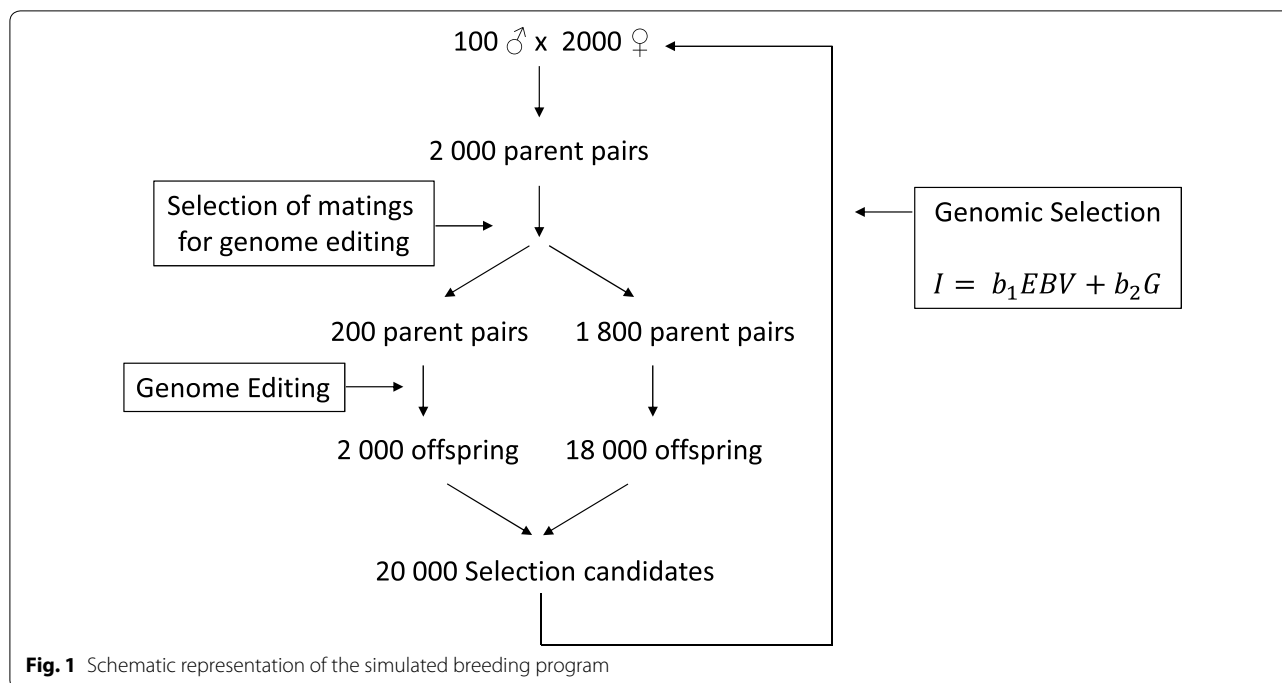 100 ♂ x 2000 ♀
2 000 parent pairs
Selection of matings
for genome editing
Genomic Selection
I = b₁EBV + b₂G
200 parent pairs
1 800 parent pairs
Genome Editing
2 000 offspring
18 000 offspring
20 000 Selection candidates
Fig. 1 Schematic representation of the simulated breeding program